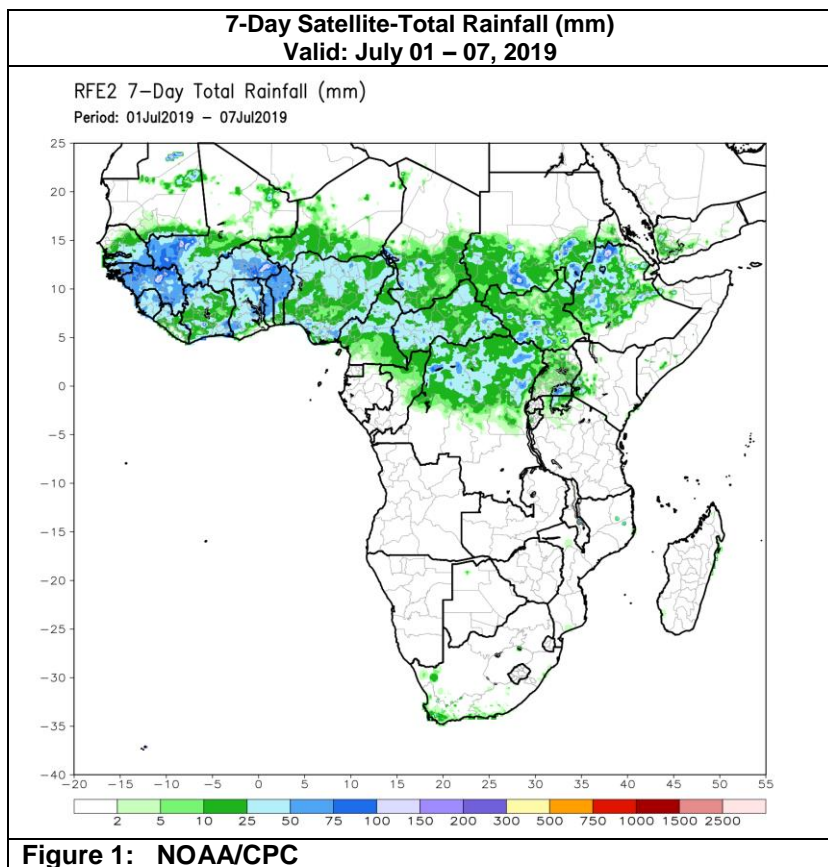 7-Day Satellite-Total Rainfall (mm)
Valid: July 01 – 07, 2019
RFE2 7-Day Total Rainfall (mm)
Period: 01Jul2019 – 07Jul2019
25
20
15
10
5
0
-5
-10
-15
-20
-25
-30
-35
-40
-20 -15 -10 -5 0 5 10 15 20 25 30 35 40 45 50 55
2 5 10 25 50 75 100 150 200 300 500 750 1000 1500 2500
Figure 1: NOAA/CPC